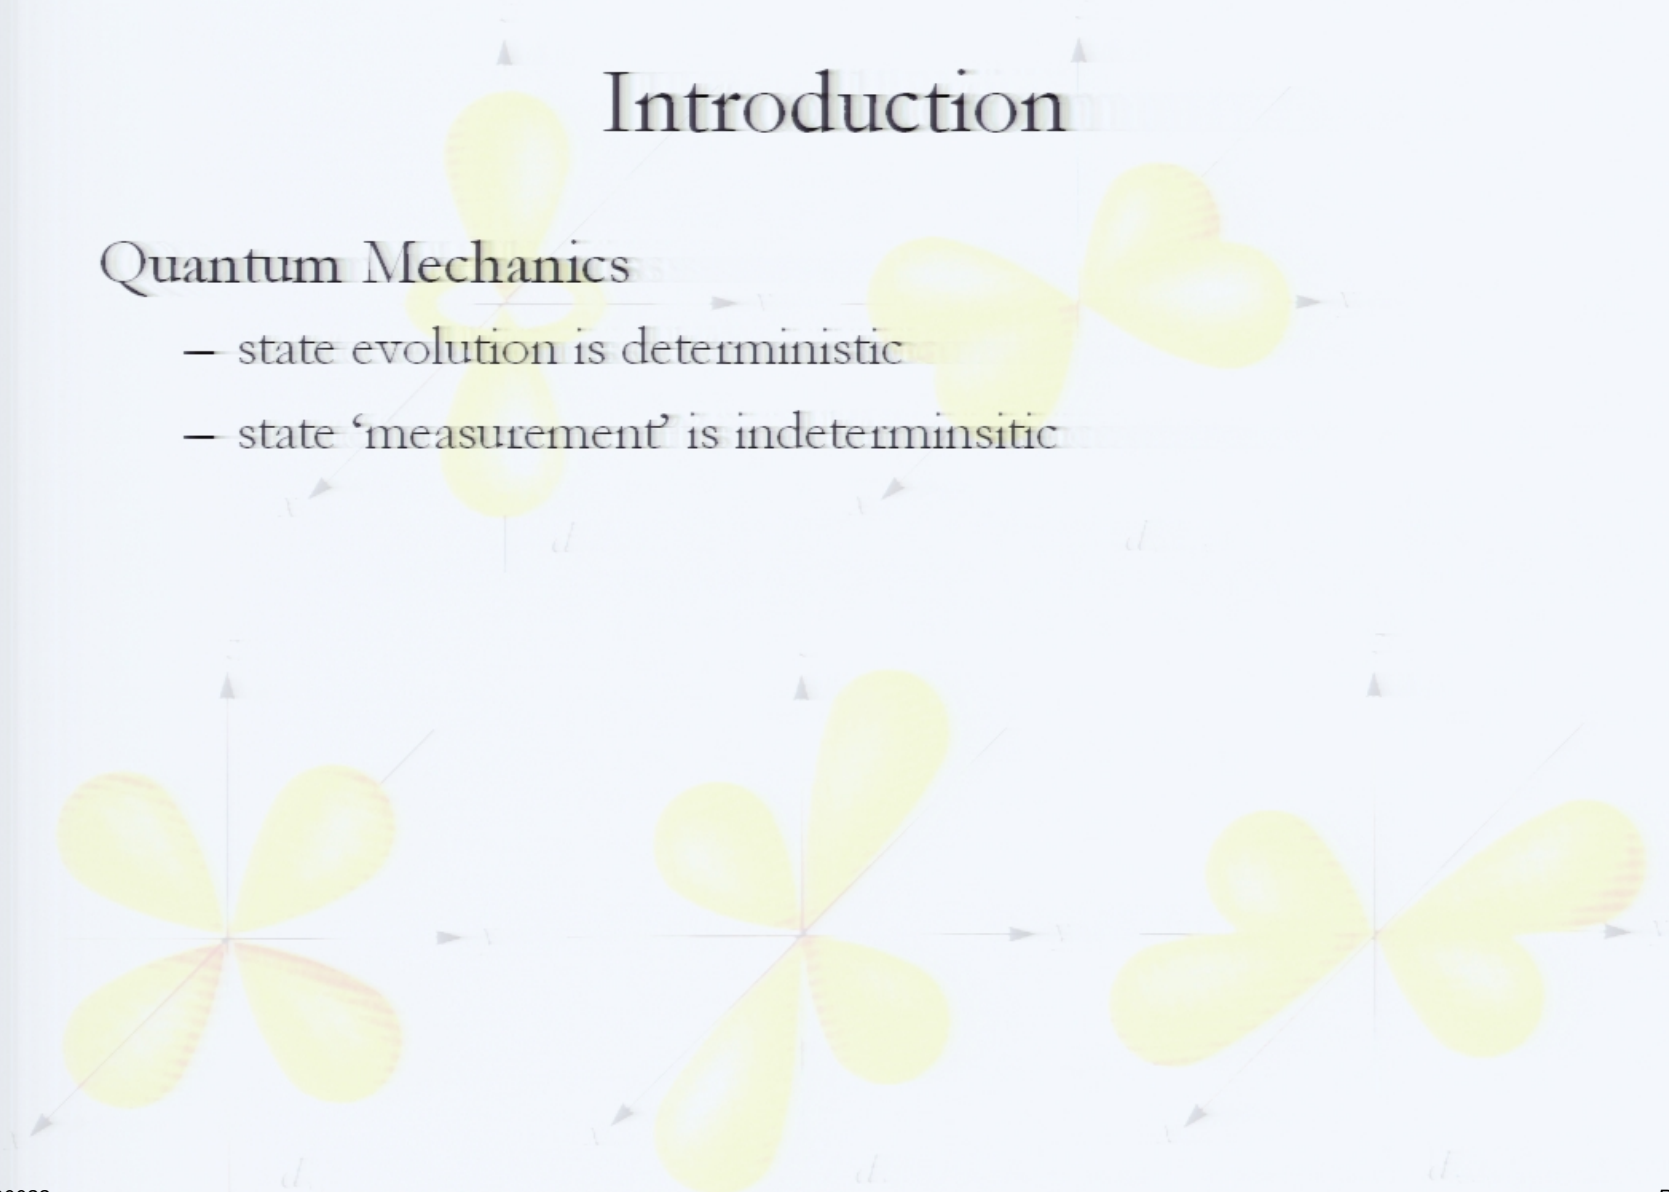 Introduction
Quantum Mechanics
– state evolution is deterministic
– state ‘measurement’ is indeterminsitic
d
d
d
d
d